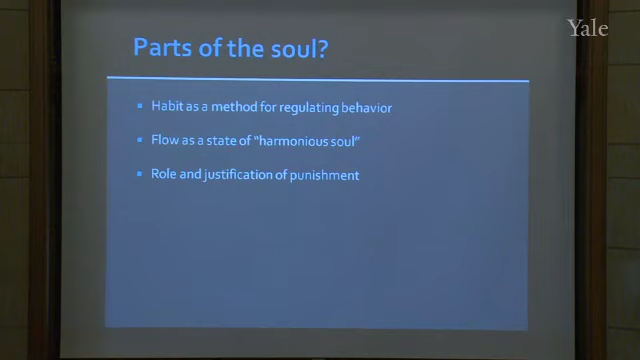 Yale
Parts of the soul?
Habit as a method for regulating behavior
Flow as a state of "harmonious soul"
Role and justification of punishment